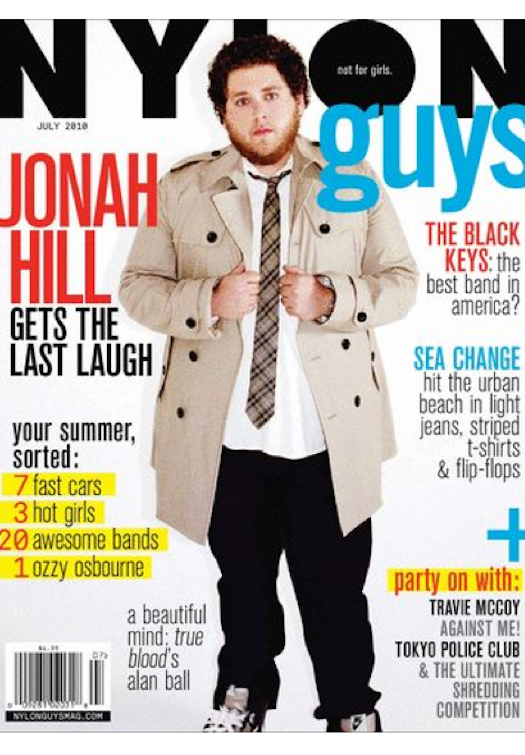 NYLON
not for girls.
guys
JULY 2010
JONAH
HILL
GETS THE
LAST LAUGH
THE BLACK
KEYS: the
best band in
america?
SEA CHANGE
hit the urban
beach in light
jeans, striped
t-shirts
& flip-flops
your summer,
sorted:
7 fast cars
3 hot girls
20 awesome bands
1 ozzy osbourne
+
party on with:
TRAVIE MCCOY
AGAINST ME!
TOKYO POLICE CLUB
& THE ULTIMATE
SHREDDING
COMPETITION
a beautiful
mind: true
blood's
alan ball
NYLONGUYSMAG.COM